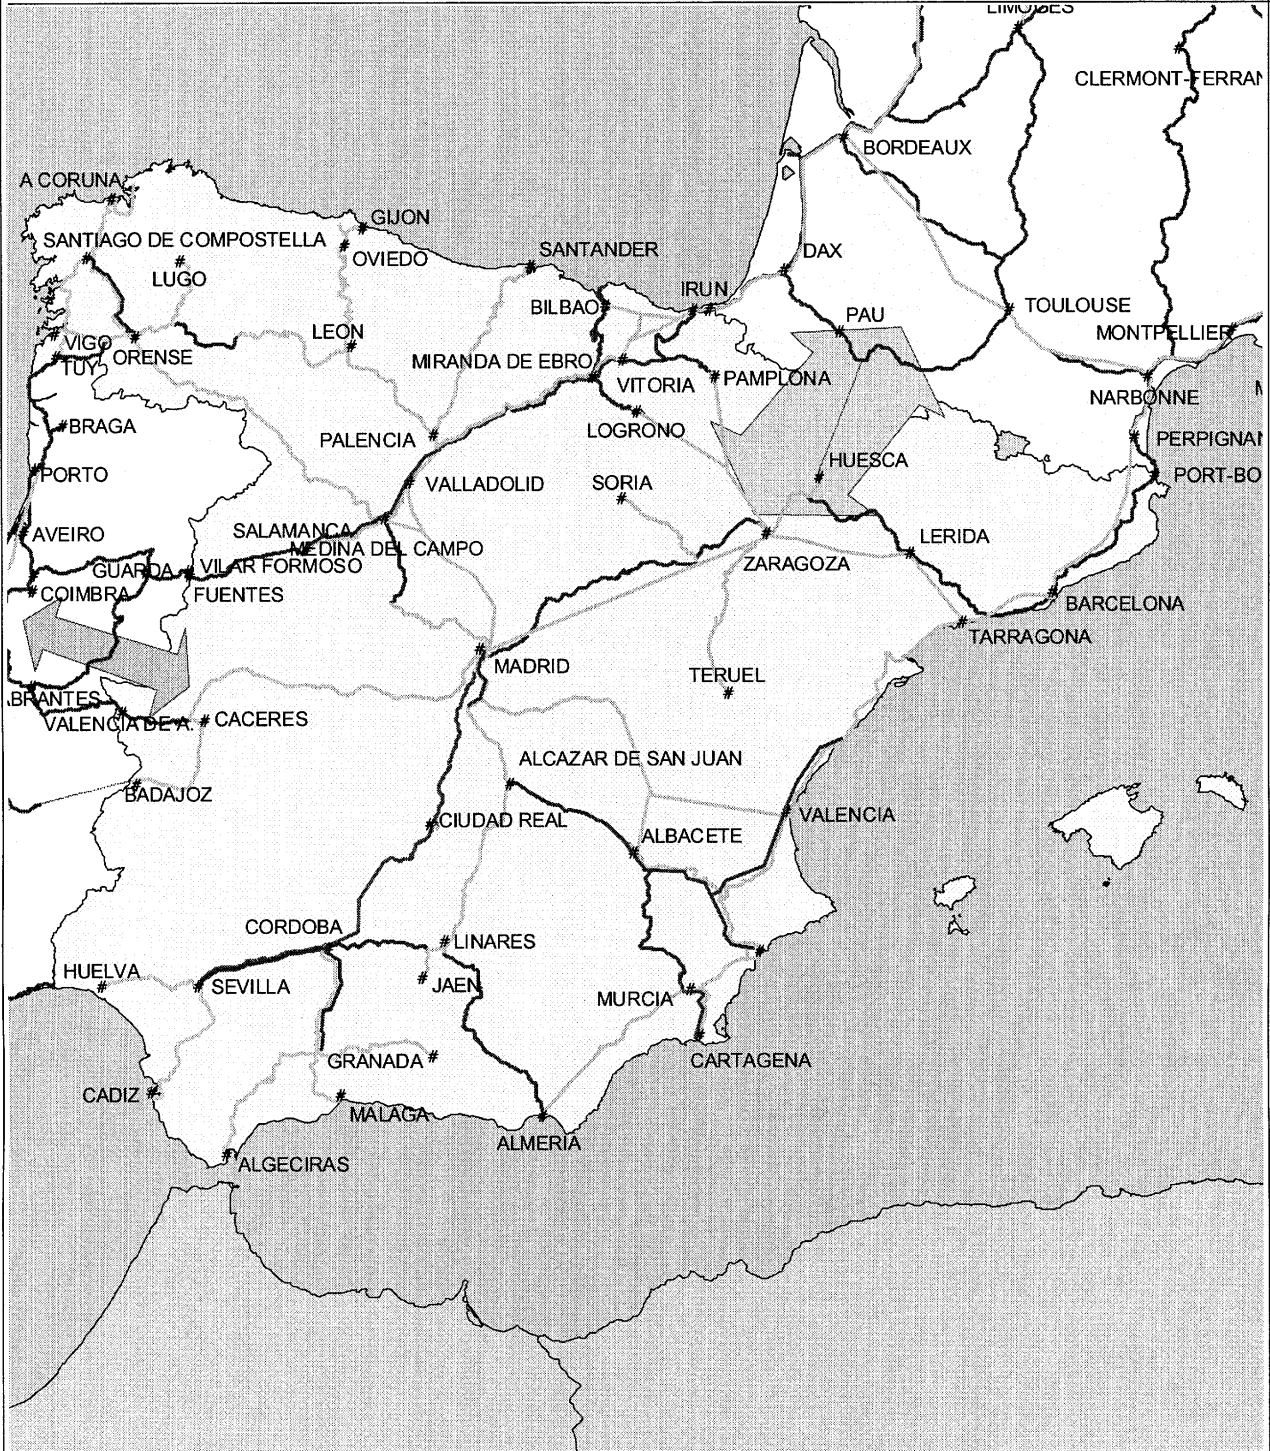 LIMOGES
CLERMONT-FERRAN
BORDEAUX
A CORUNA
GIJON
SANTIAGO DE COMPOSTELLA
OVIEDO
SANTANDER
DAX
LUGO
IRUN
BILBAO
TOULOUSE
PAU
LEON
MONTPELLIER
VIGO
ORENSE
MIRANDA DE EBRO
TUY
VITORIA
PAMPLONA
NARBONNE
M
BRAGA
LOGRONO
PALENCIA
PERPIGNAN
HUESCA
PORTO
VALLADOLID
SORIA
PORT-BO
AVEIRO
SALAMANCA
LERIDA
MEDINA DEL CAMPO
ZARAGOZA
GUARDA
VILAR FORMOSO
COIMBRA
FUENTES
BARCELONA
TARRAGONA
MADRID
TERUEL
ABRANTES
VALENCIA DE A.
CACERES
ALCAZAR DE SAN JUAN
BADAJOZ
CIUDAD REAL
VALENCIA
ALBACETE
CORDOBA
LINARES
HUELVA
SEVILLA
JAEN
MURCIA
GRANADA
CARTAGENA
CADIZ
MALAGA
ALMERIA
ALGECIRAS